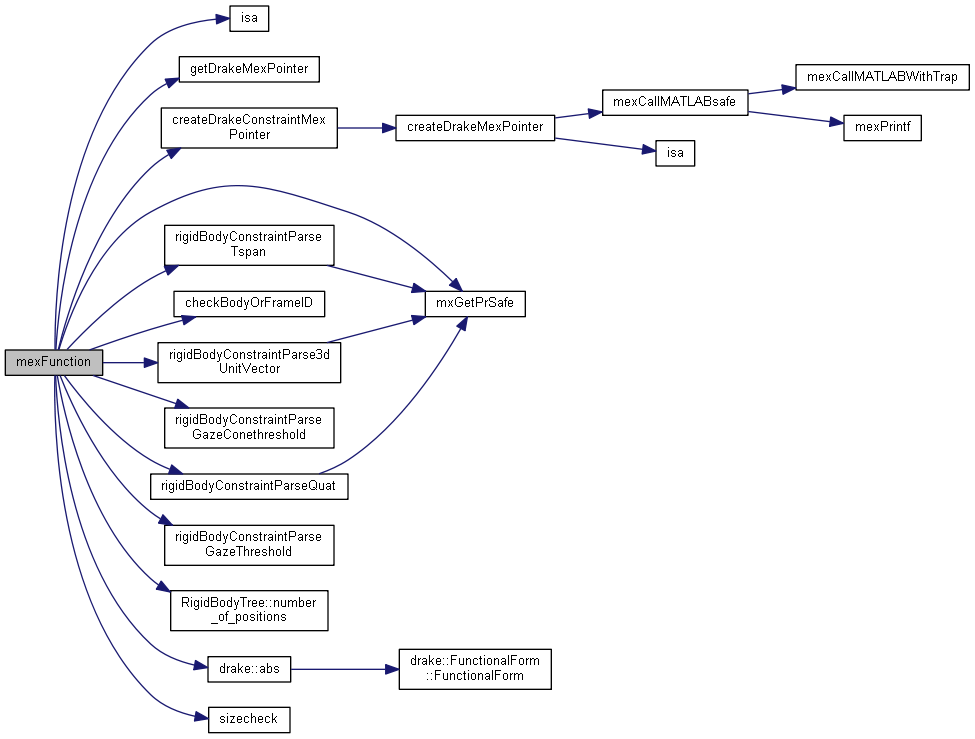 isa
getDrakeMexPointer
createDrakeConstraintMex
Pointer
createDrakeMexPointer
mexCallMATLABsafe
mexCallMATLABWithTrap
mexPrintf
isa
rigidBodyConstraintParse
Tspan
checkBodyOrFrameID
mxGetPrSafe
mexFunction
rigidBodyConstraintParse3d
UnitVector
rigidBodyConstraintParse
GazeConethreshold
rigidBodyConstraintParseQuat
rigidBodyConstraintParse
GazeThreshold
RigidBodyTree::number
_of_positions
drake::abs
drake::FunctionalForm
::FunctionalForm
sizecheck